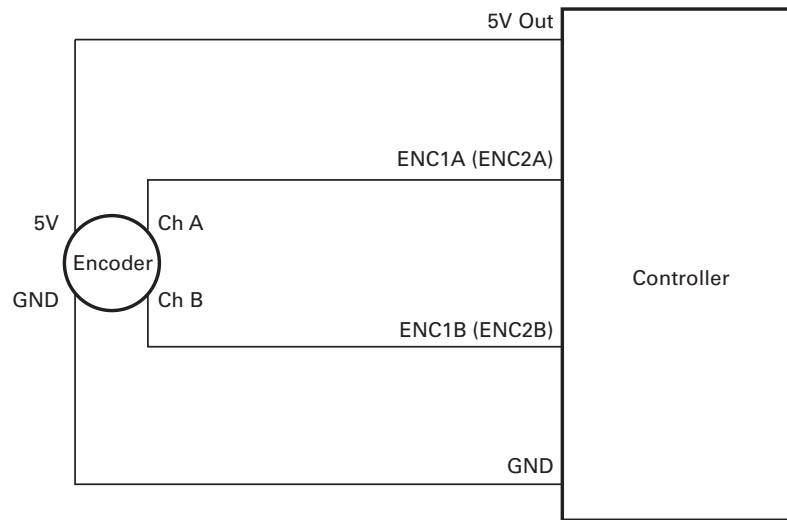 5V Out
ENC1A (ENC2A)
5V
Ch A
Encoder
Controller
GND
Ch B
ENC1B (ENC2B)
GND